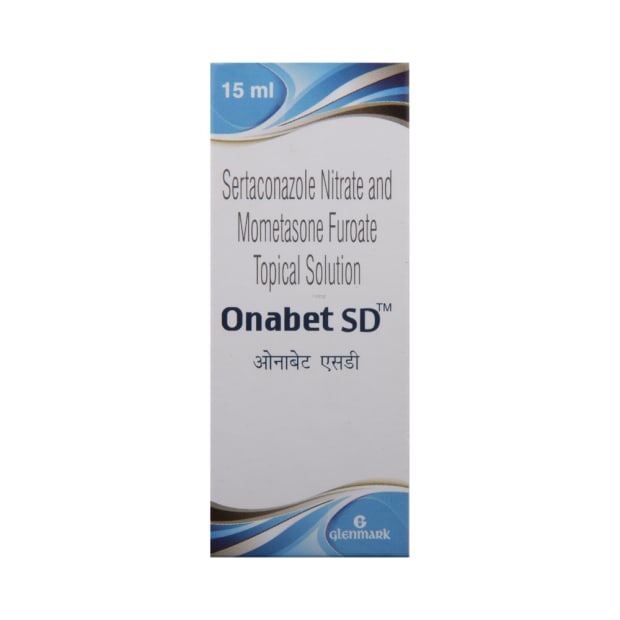 15 ml
Sertaconazole Nitrate and
Mometasone Furoate
Topical Solution
Onabet SD™
ओनाबेट एसडी
G
Glenmark